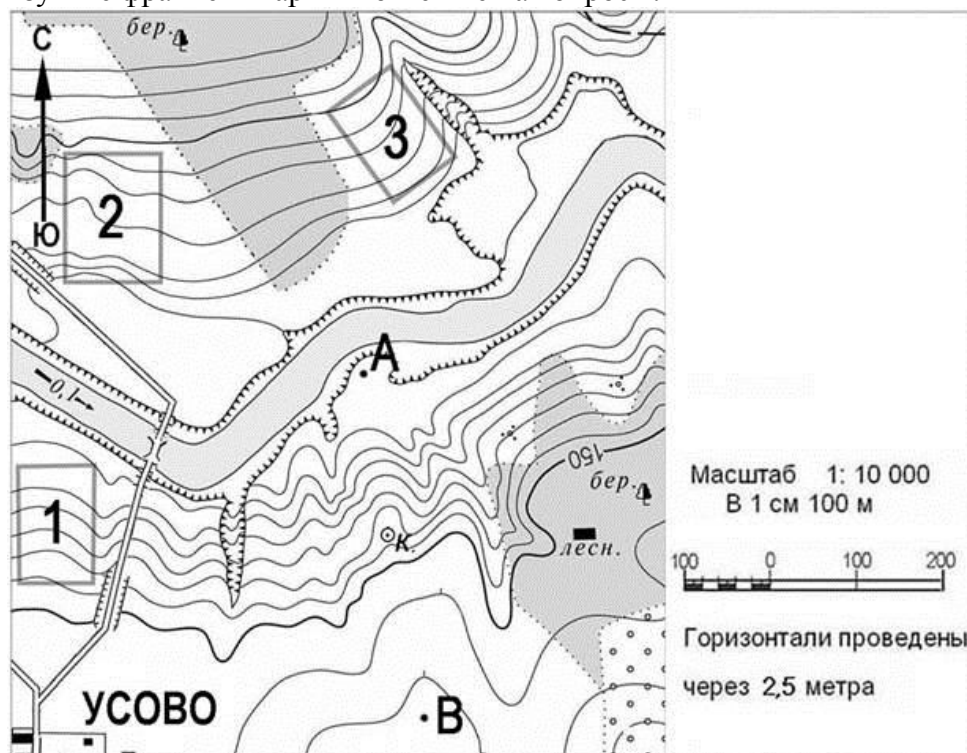 бер.
С
3
2
Ю
А
0,1
150
бер.
Масштаб 1: 10 000
В 1 см 100 м
1
К.
лесн.
100 0 100 200
Горизонтали проведены
через 2,5 метра
УСОВО
В